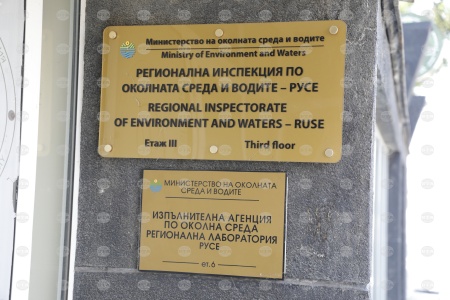 Министерство на околната среда и водите
Ministry of Environment and Waters
РЕГИОНАЛНА ИНСПЕКЦИЯ ПО
ОКОЛНАТА СРЕДА И ВОДИТЕ – РУСЕ
REGIONAL INSPECTORATE
OF ENVIRONMENT AND WATERS – RUSE
Етаж III Third floor
МИНИСТЕРСТВО НА ОКОЛНАТА
СРЕДА И ВОДИТЕ
ИЗПЪЛНИТЕЛНА АГЕНЦИЯ
ПО ОКОЛНА СРЕДА
РЕГИОНАЛНА ЛАБОРАТОРИЯ
РУСЕ
ет.6